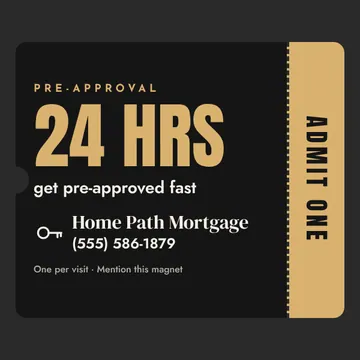 PRE-APPROVAL
24 HRS
get pre-approved fast
Home Path Mortgage
(555) 586-1879
One per visit · Mention this magnet
ADMIT ONE